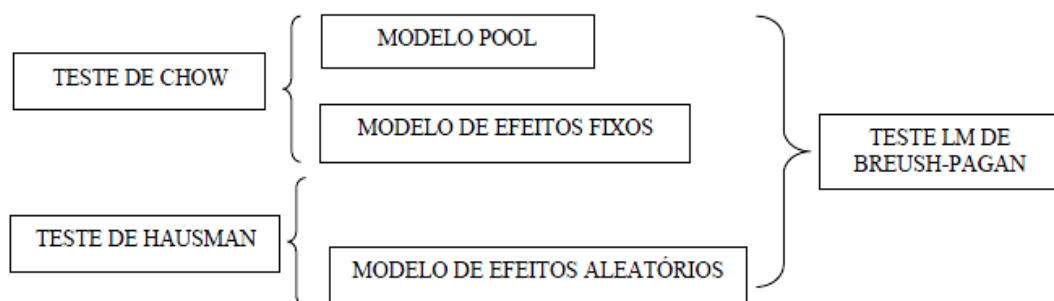 MODELO POOL
TESTE DE CHOW
MODELO DE EFEITOS FIXOS
TESTE LM DE
BREUSH-PAGAN
TESTE DE HAUSMAN
MODELO DE EFEITOS ALEATÓRIOS